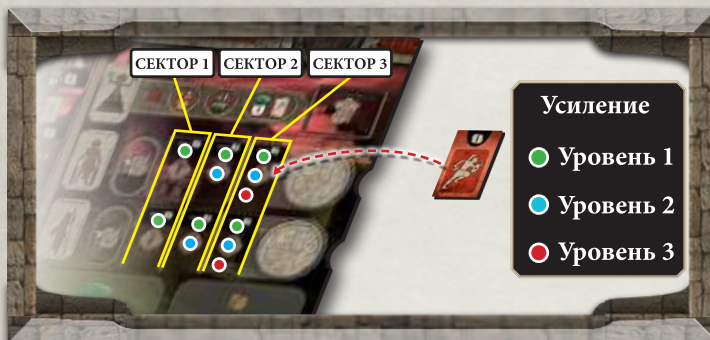 СЕКТОР 1
СЕКТОР 2
СЕКТОР 3
Усиление
Уровень 1
Уровень 2
Уровень 3